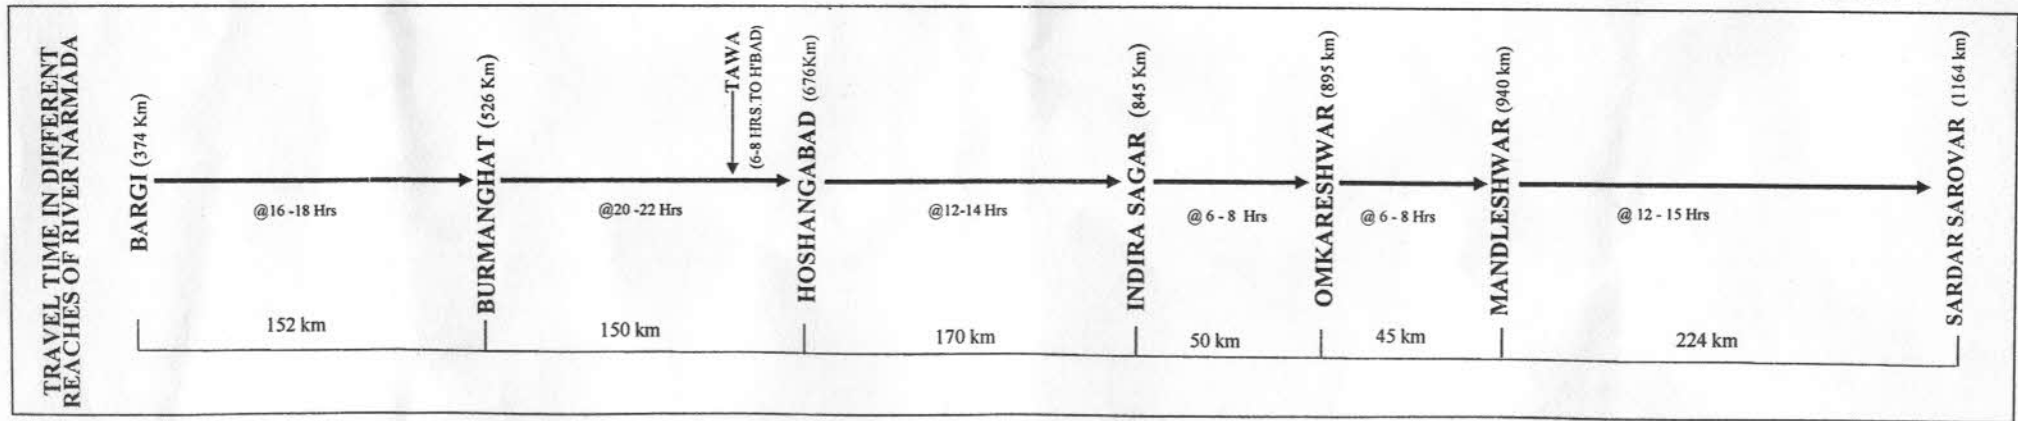 TRAVEL TIME IN DIFFERENT
REACHES OF RIVER NARMADA
BARGI (374 Km)
@16 -18 Hrs
152 km
BURMANGHAT (526 Km)
@20 -22 Hrs
150 km
TAWA
(6-8 HRS.TO H'BAD)
HOSHANGABAD (676Km)
@12-14 Hrs
170 km
INDIRA SAGAR (845 Km)
@ 6 - 8 Hrs
50 km
OMKARESHWAR (895 km)
@ 6 - 8 Hrs
45 km
MANDLESHWAR (940 km)
@ 12 - 15 Hrs
224 km
SARDAR SAROVAR (1164 km)